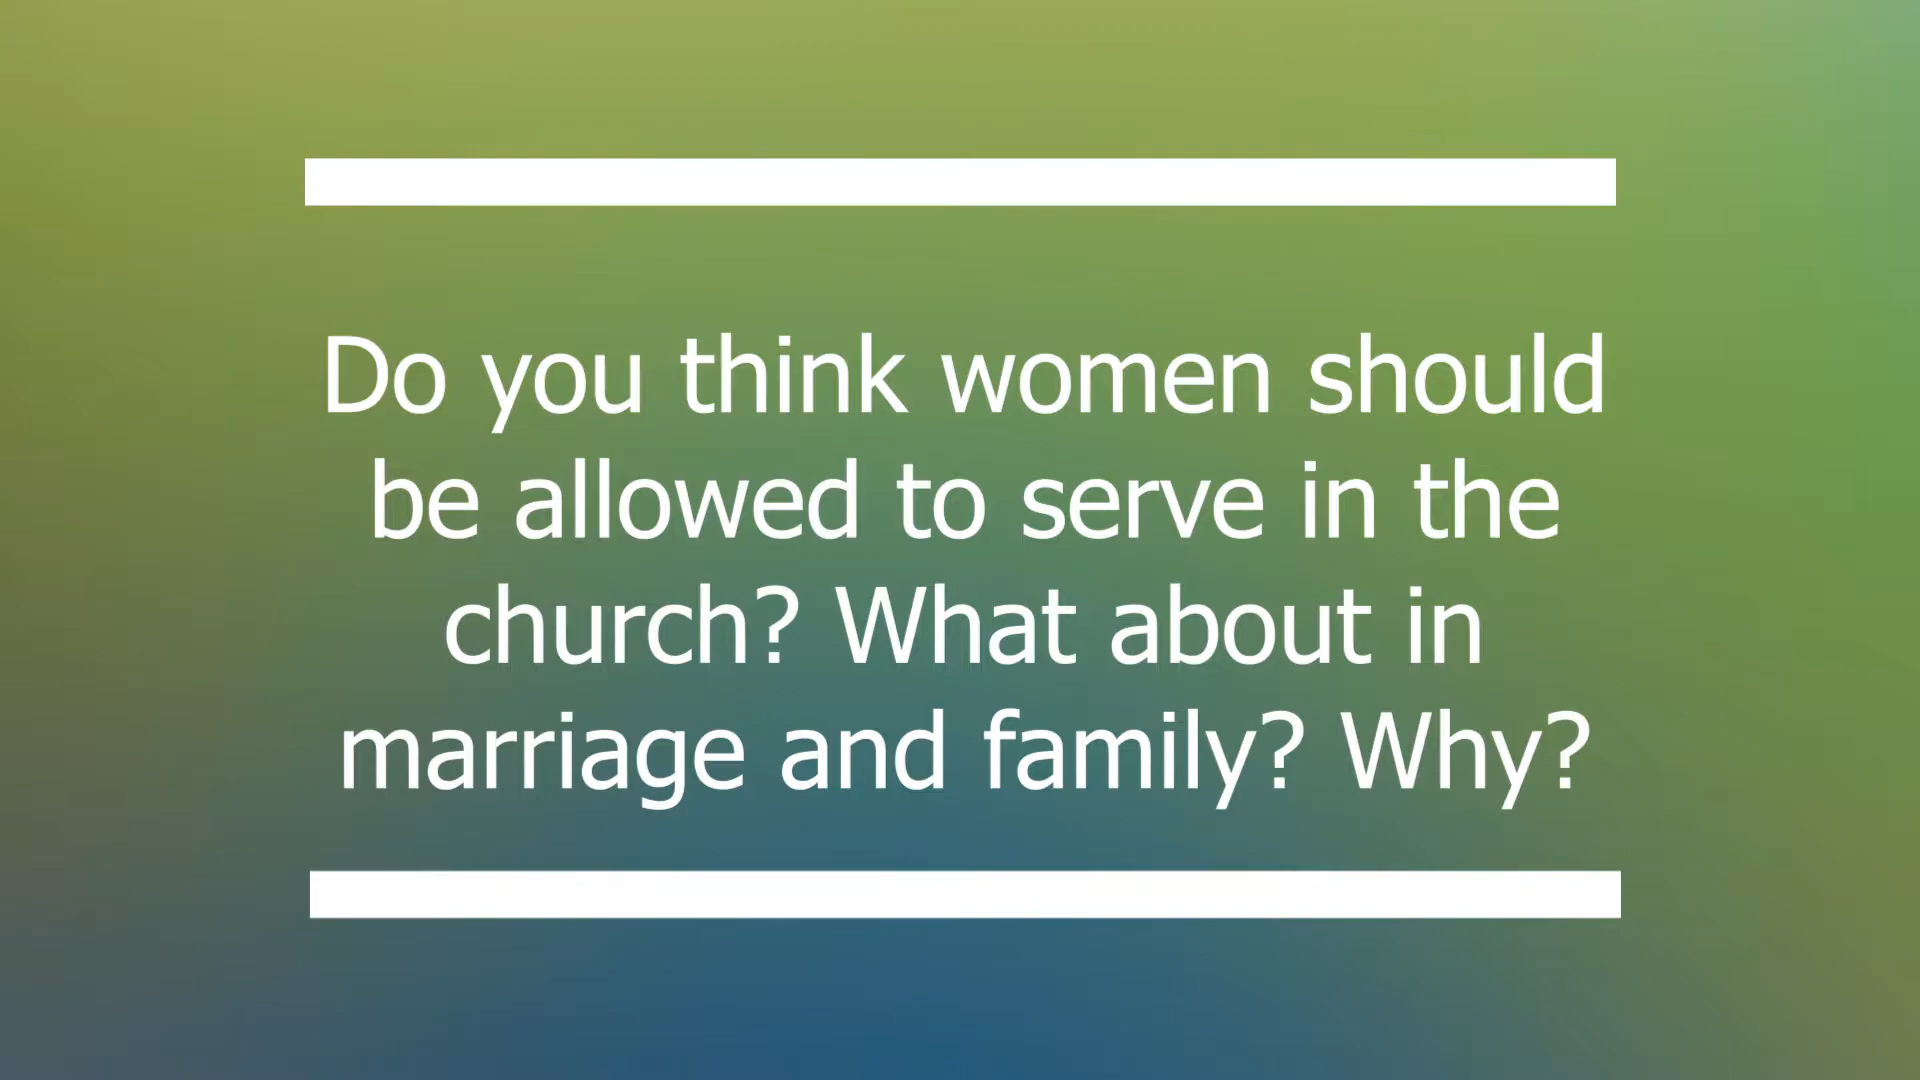 Do you think women should
be allowed to serve in the
church? What about in
marriage and family? Why?